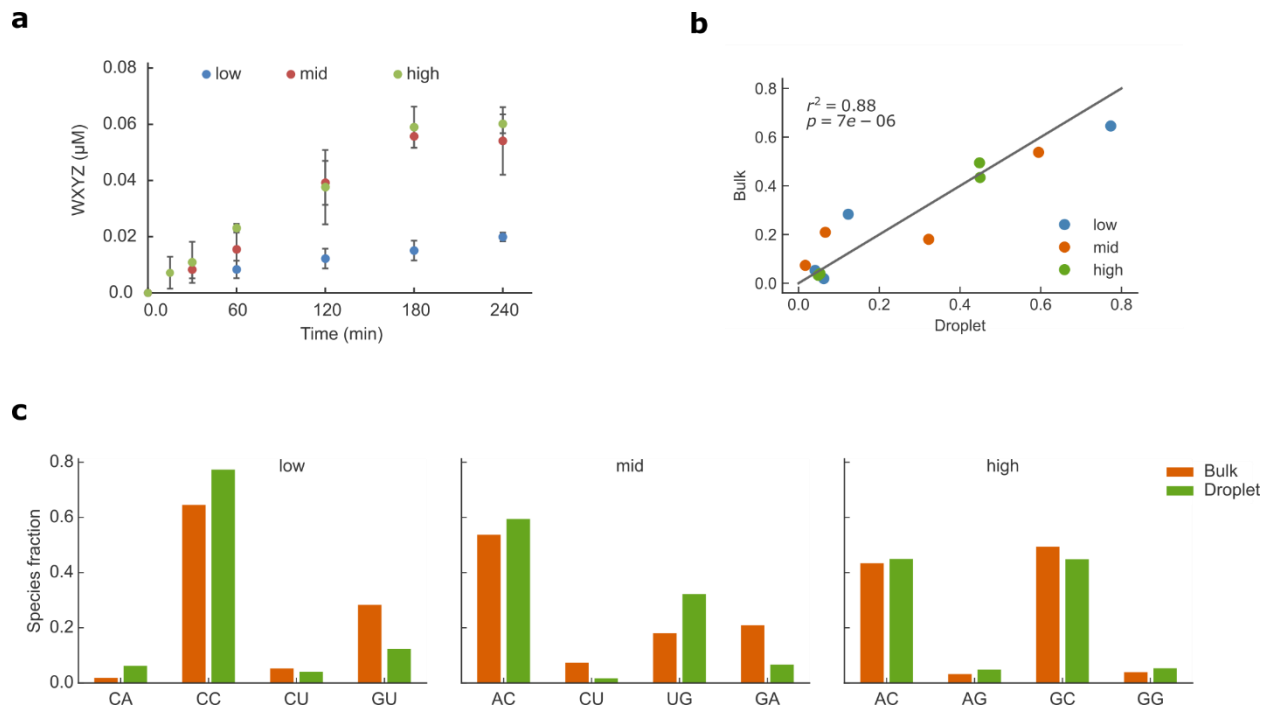 a
0.08
0.06
0.04
0.02
0.0
WXYZ (µM)
low mid high
0.0 60 120 180 240
Time (min)
b
0.8
0.6
0.4
0.2
0.0
Bulk
r² = 0.88
p = 7e − 06
low
mid
high
0.0 0.2 0.4 0.6 0.8
Droplet
c
0.8
0.6
0.4
0.2
0.0
Species fraction
low
CA CC CU GU
mid
AC CU UG GA
high
AC AG GC GG
Bulk
Droplet